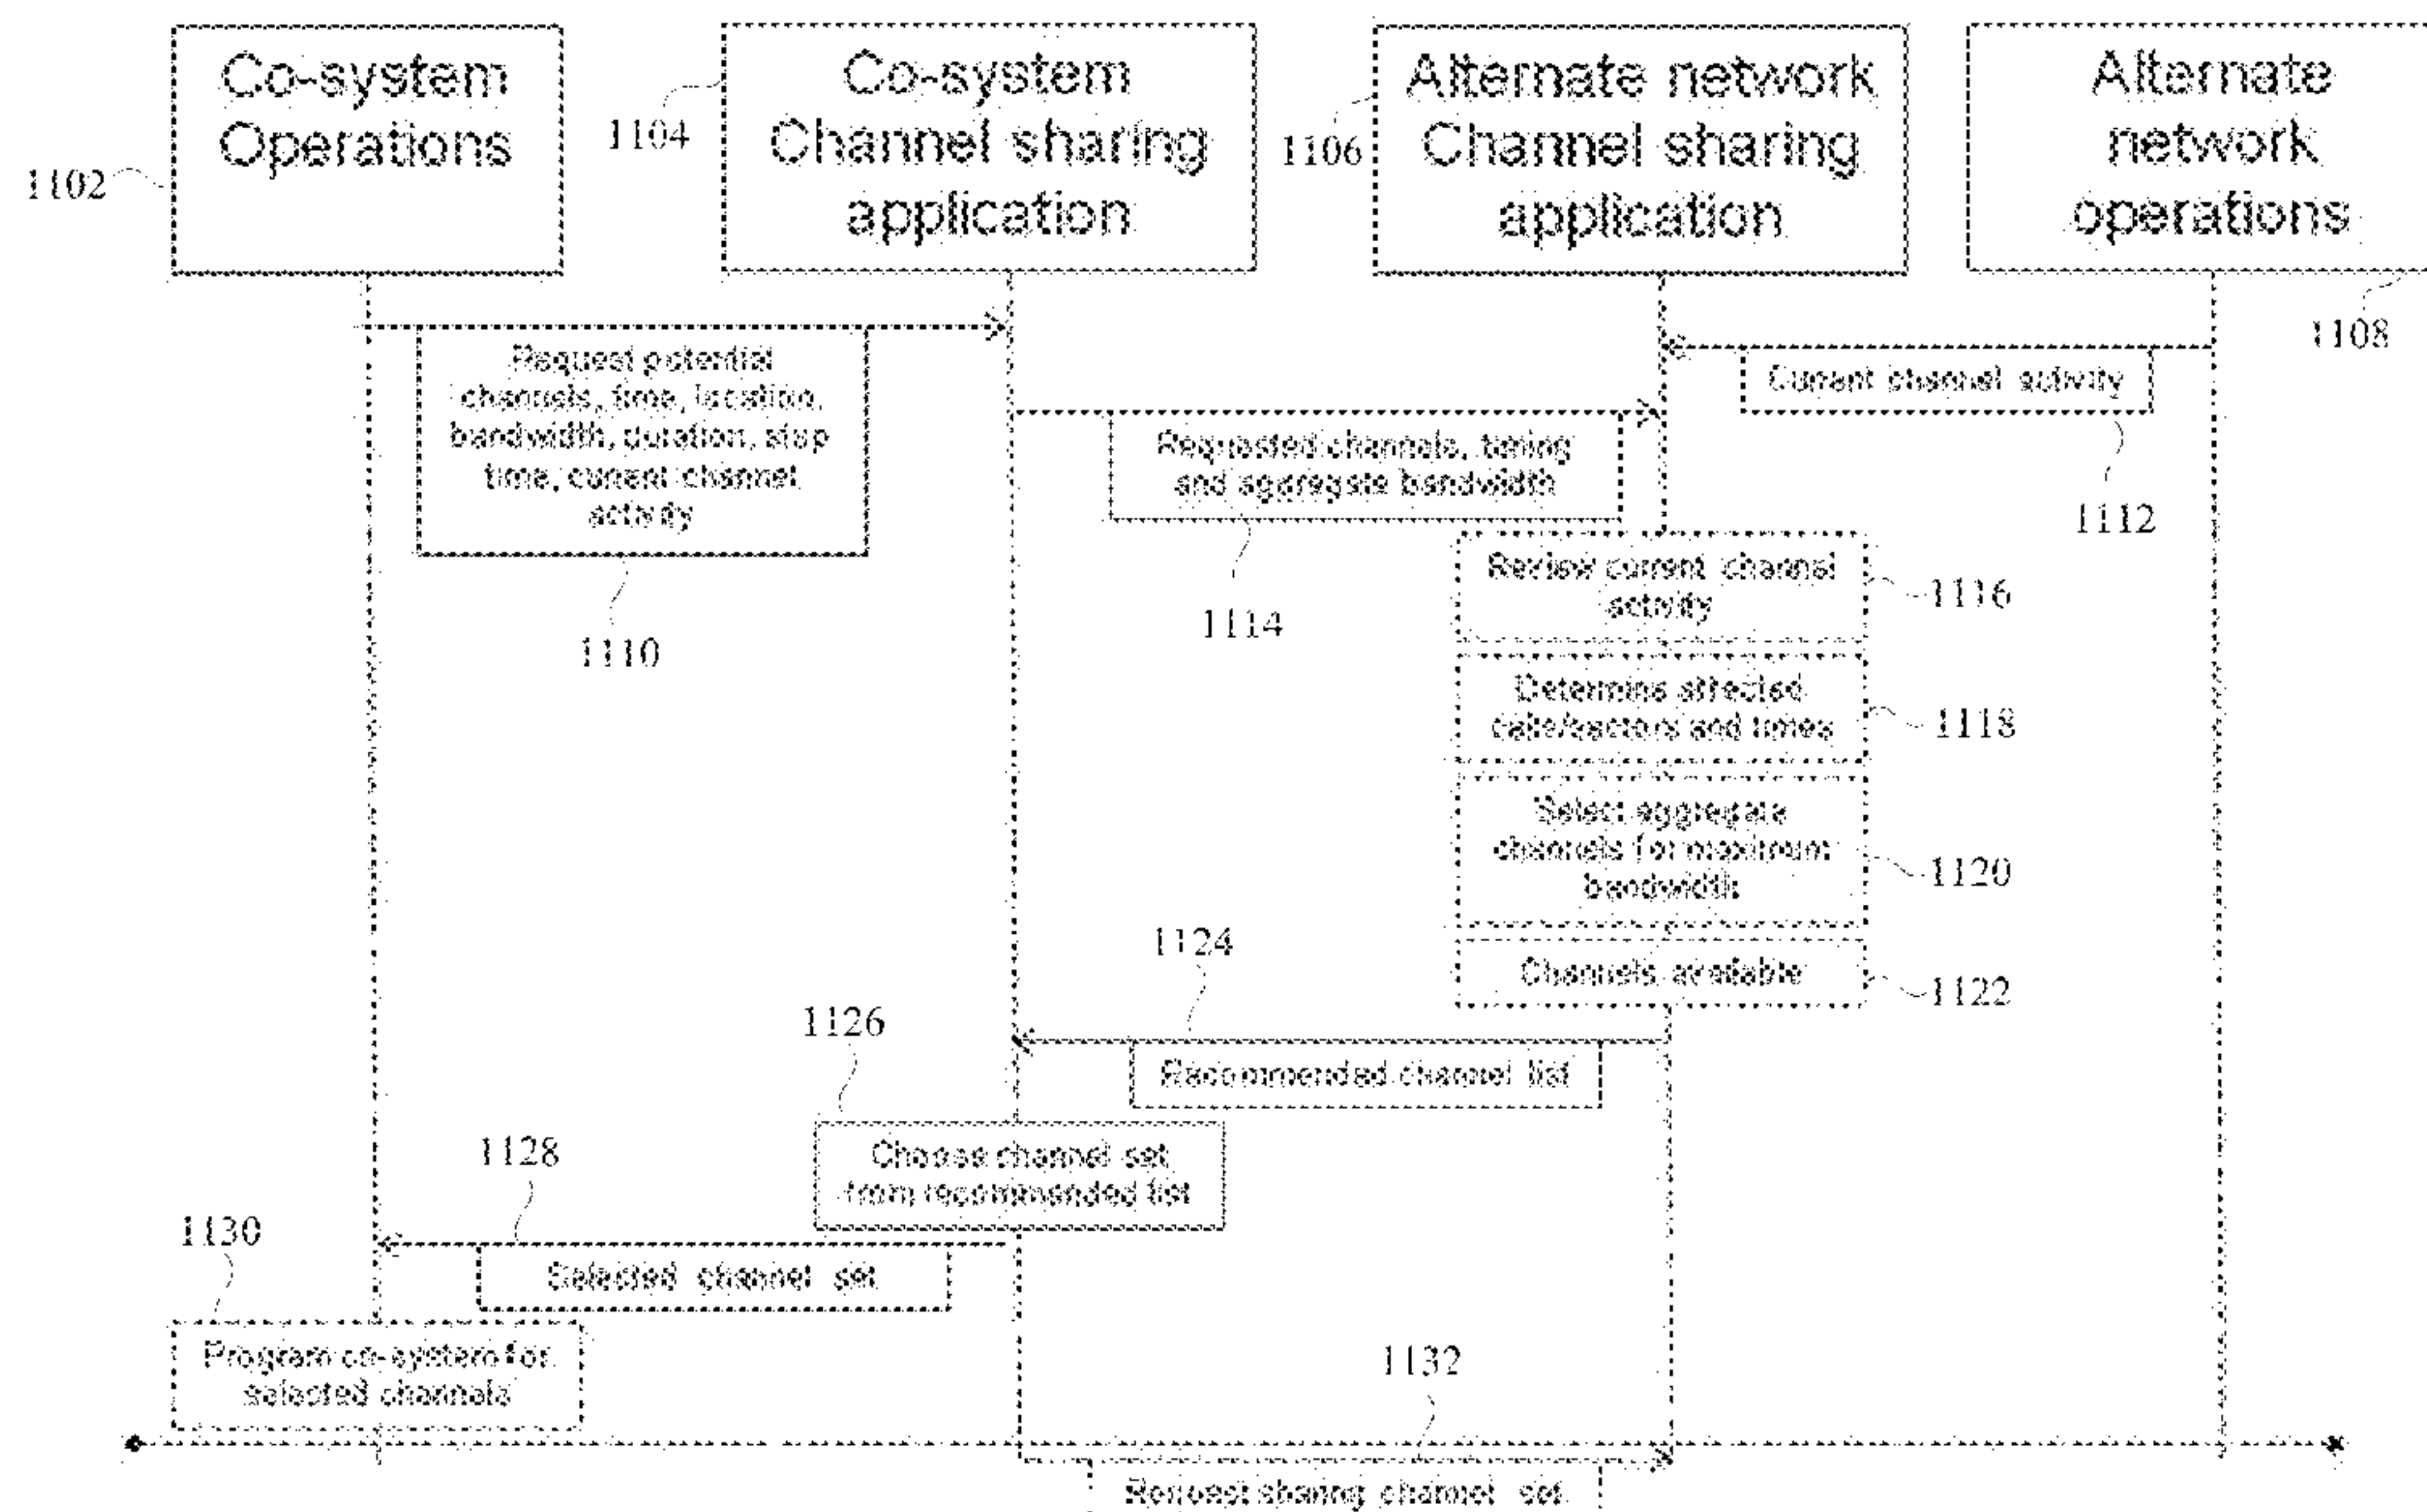 Co-system
Operations
1102
Co-system
Channel sharing
application
1104
Alternate network
Channel sharing
application
1106
Alternate
network
operations
1108
Request potential
channels, time, location,
bandwidth, duration, stop
time, current channel
activity
1110
Current channel activity
1112
Requested channels, timing
and aggregate bandwidth
1114
Review current channel
activity
1116
Determine affected
cells/sectors and times
1118
Select aggregate
channels for maximum
bandwidth
1120
Channels available
1122
1124
Recommended channel list
1126
Choose channel set
from recommended list
1128
Selected channel set
1130
Program co-system for
selected channels
1132
Request sharing channel set